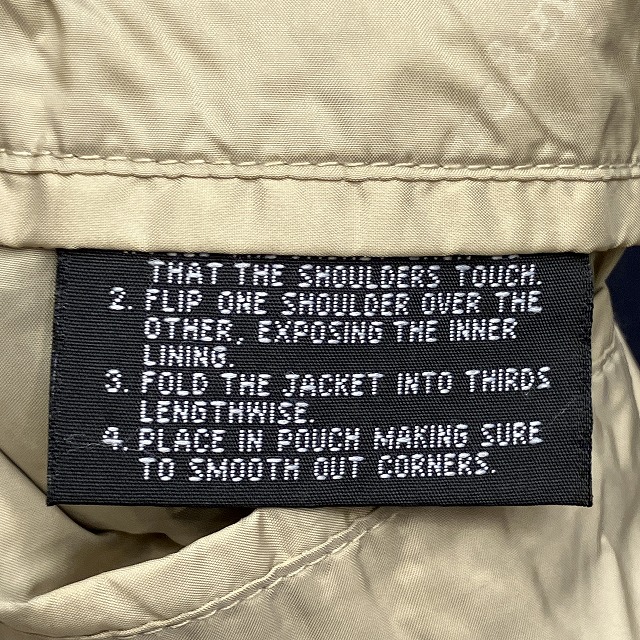 THAT THE SHOULDERS TOUCH.
2. FLIP ONE SHOULDER OVER THE
OTHER, EXPOSING THE INNER
LINING.
3. FOLD THE JACKET INTO THIRDS
LENGTHWISE.
4. PLACE IN POUCH MAKING SURE
TO SMOOTH OUT CORNERS.